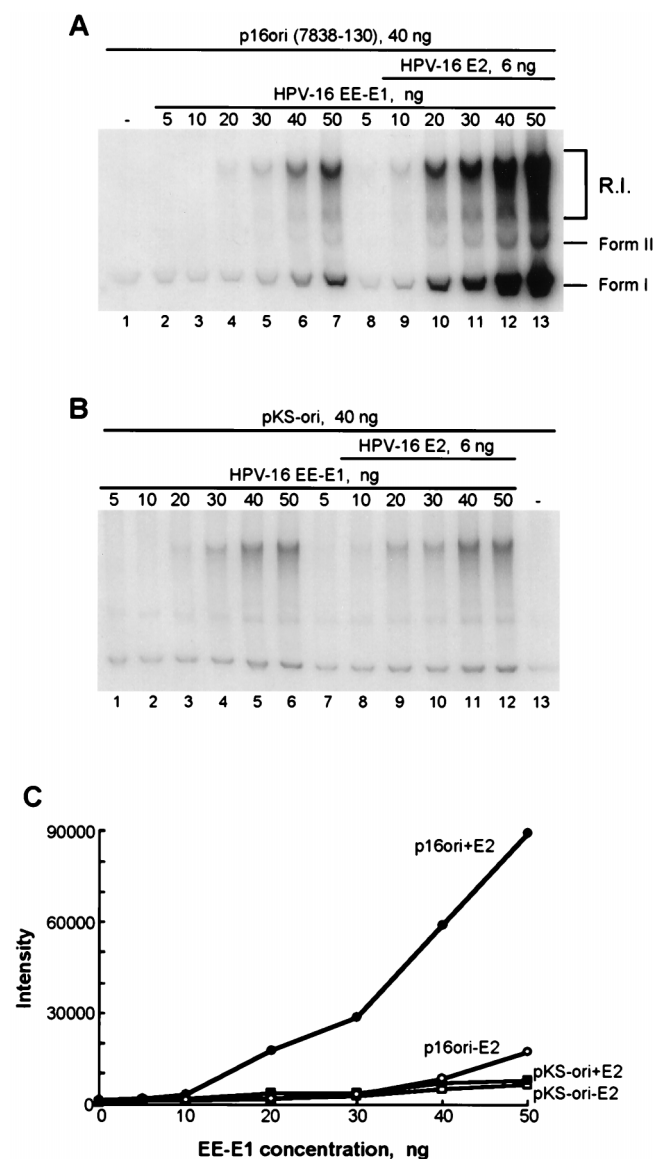 A
p16ori (7838-130), 40 ng
HPV-16 E2, 6 ng
HPV-16 EE-E1, ng
- 5 10 20 30 40 50 5 10 20 30 40 50
R.I.
Form II
Form I
1 2 3 4 5 6 7 8 9 10 11 12 13
B
pKS-ori, 40 ng
HPV-16 E2, 6 ng
HPV-16 EE-E1, ng
5 10 20 30 40 50 5 10 20 30 40 50 -
1 2 3 4 5 6 7 8 9 10 11 12 13
C
90000
60000
30000
0
Intensity
p16ori+E2
p16ori-E2
pKS-ori+E2
pKS-ori-E2
0 10 20 30 40 50
EE-E1 concentration, ng